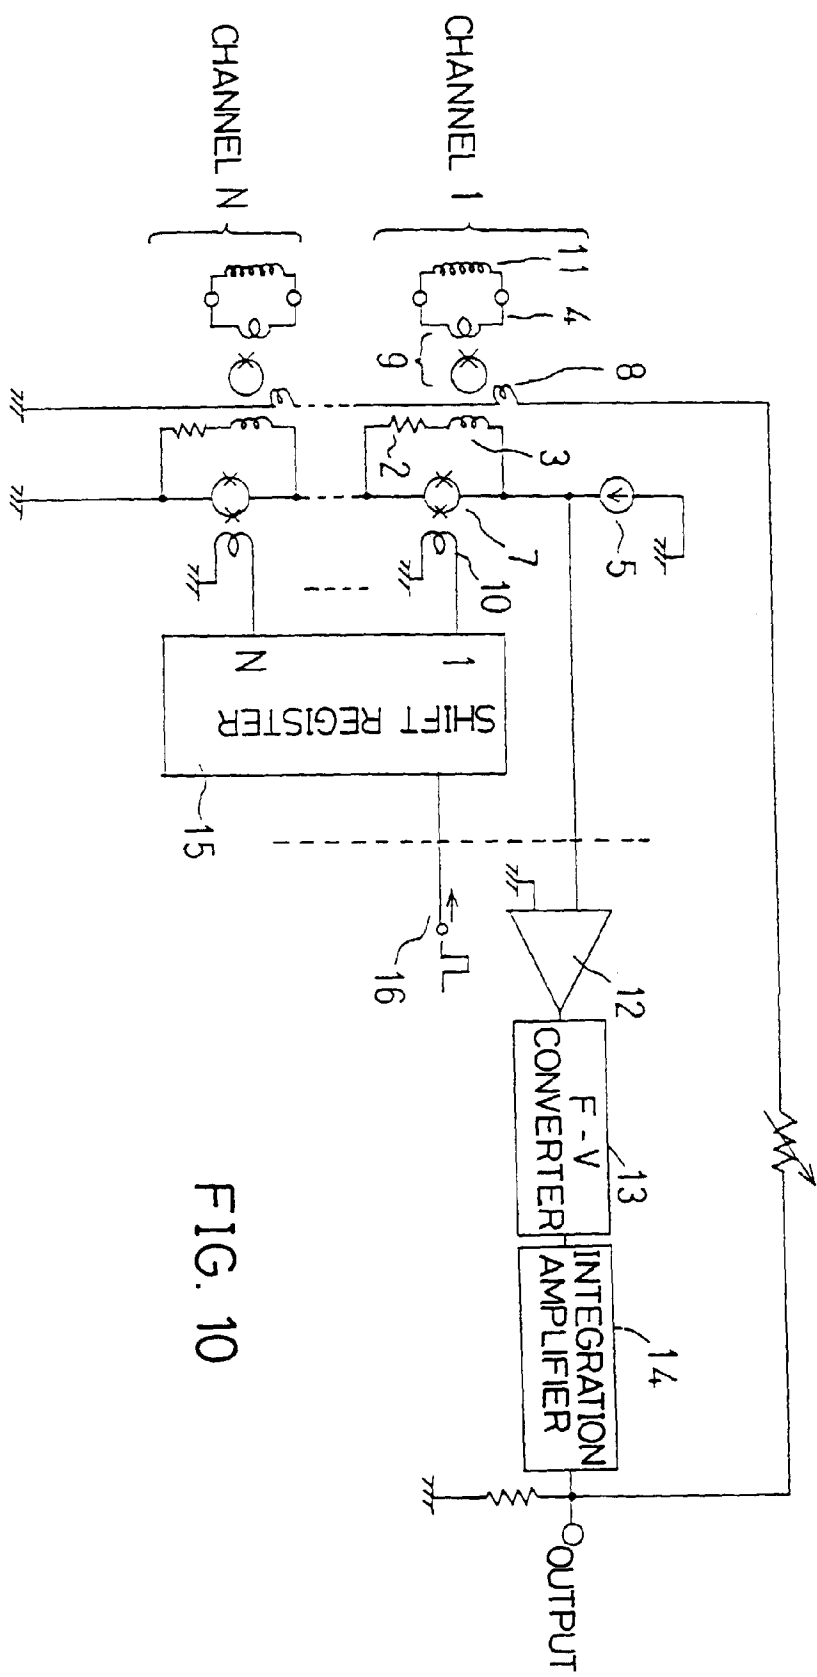 CHANNEL 1
CHANNEL N
11
4
9
8
3
2
5
7
10
1
N
SHIFT REGISTER
15
16
12
F-V
CONVERTER
13
INTEGRATION
AMPLIFIER
14
OUTPUT
FIG. 10